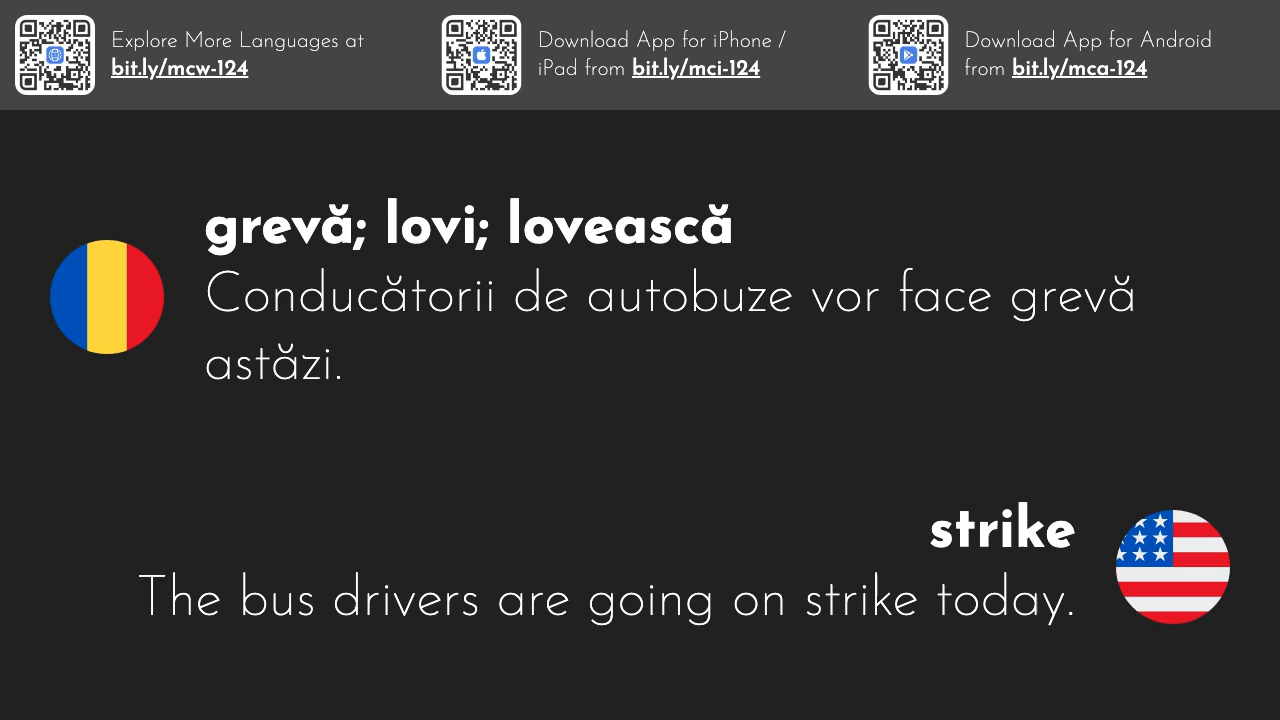 Explore More Languages at
bit.ly/mcw-124
Download App for iPhone /
iPad from bit.ly/mci-124
Download App for Android
from bit.ly/mca-124
grevă; lovi; lovească
Conducătorii de autobuze vor face grevă
astăzi.
strike
The bus drivers are going on strike today.